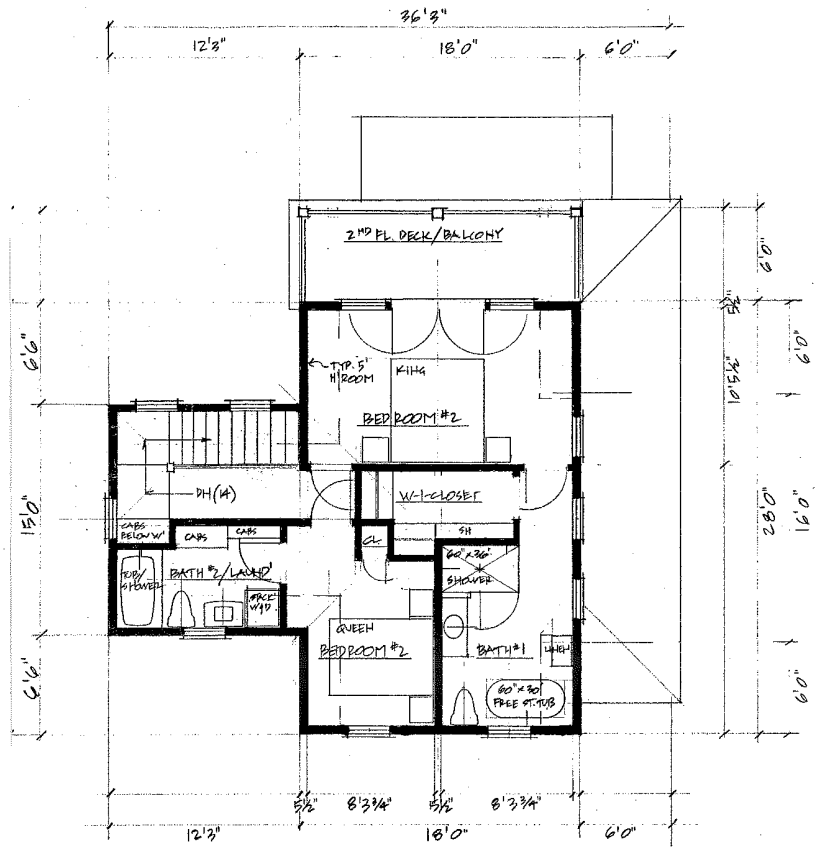 36'3"
12'3"
18'0"
6'0"
2ND FL. DECK/BALCONY
6'0"
5½"
6'6"
TYP. 5'
H'ROOM
KING
10'5¾"
6'0"
BEDROOM #2
DH(14)
W-I-CLOSET
15'0"
28'0"
16'0"
CABS
BELOW W'
CABS
CABS
CL.
SH
60"x36"
SHOWER
TUB/
SHOWER
BATH #2/LAUND'
STACK
W/D
QUEEN
BEDROOM #2
BATH #1
LINEN
6'6"
6'0"
60"x30"
FREE ST. TUB
5½"
8'3¾"
5½"
8'3¾"
12'3"
18'0"
6'0"